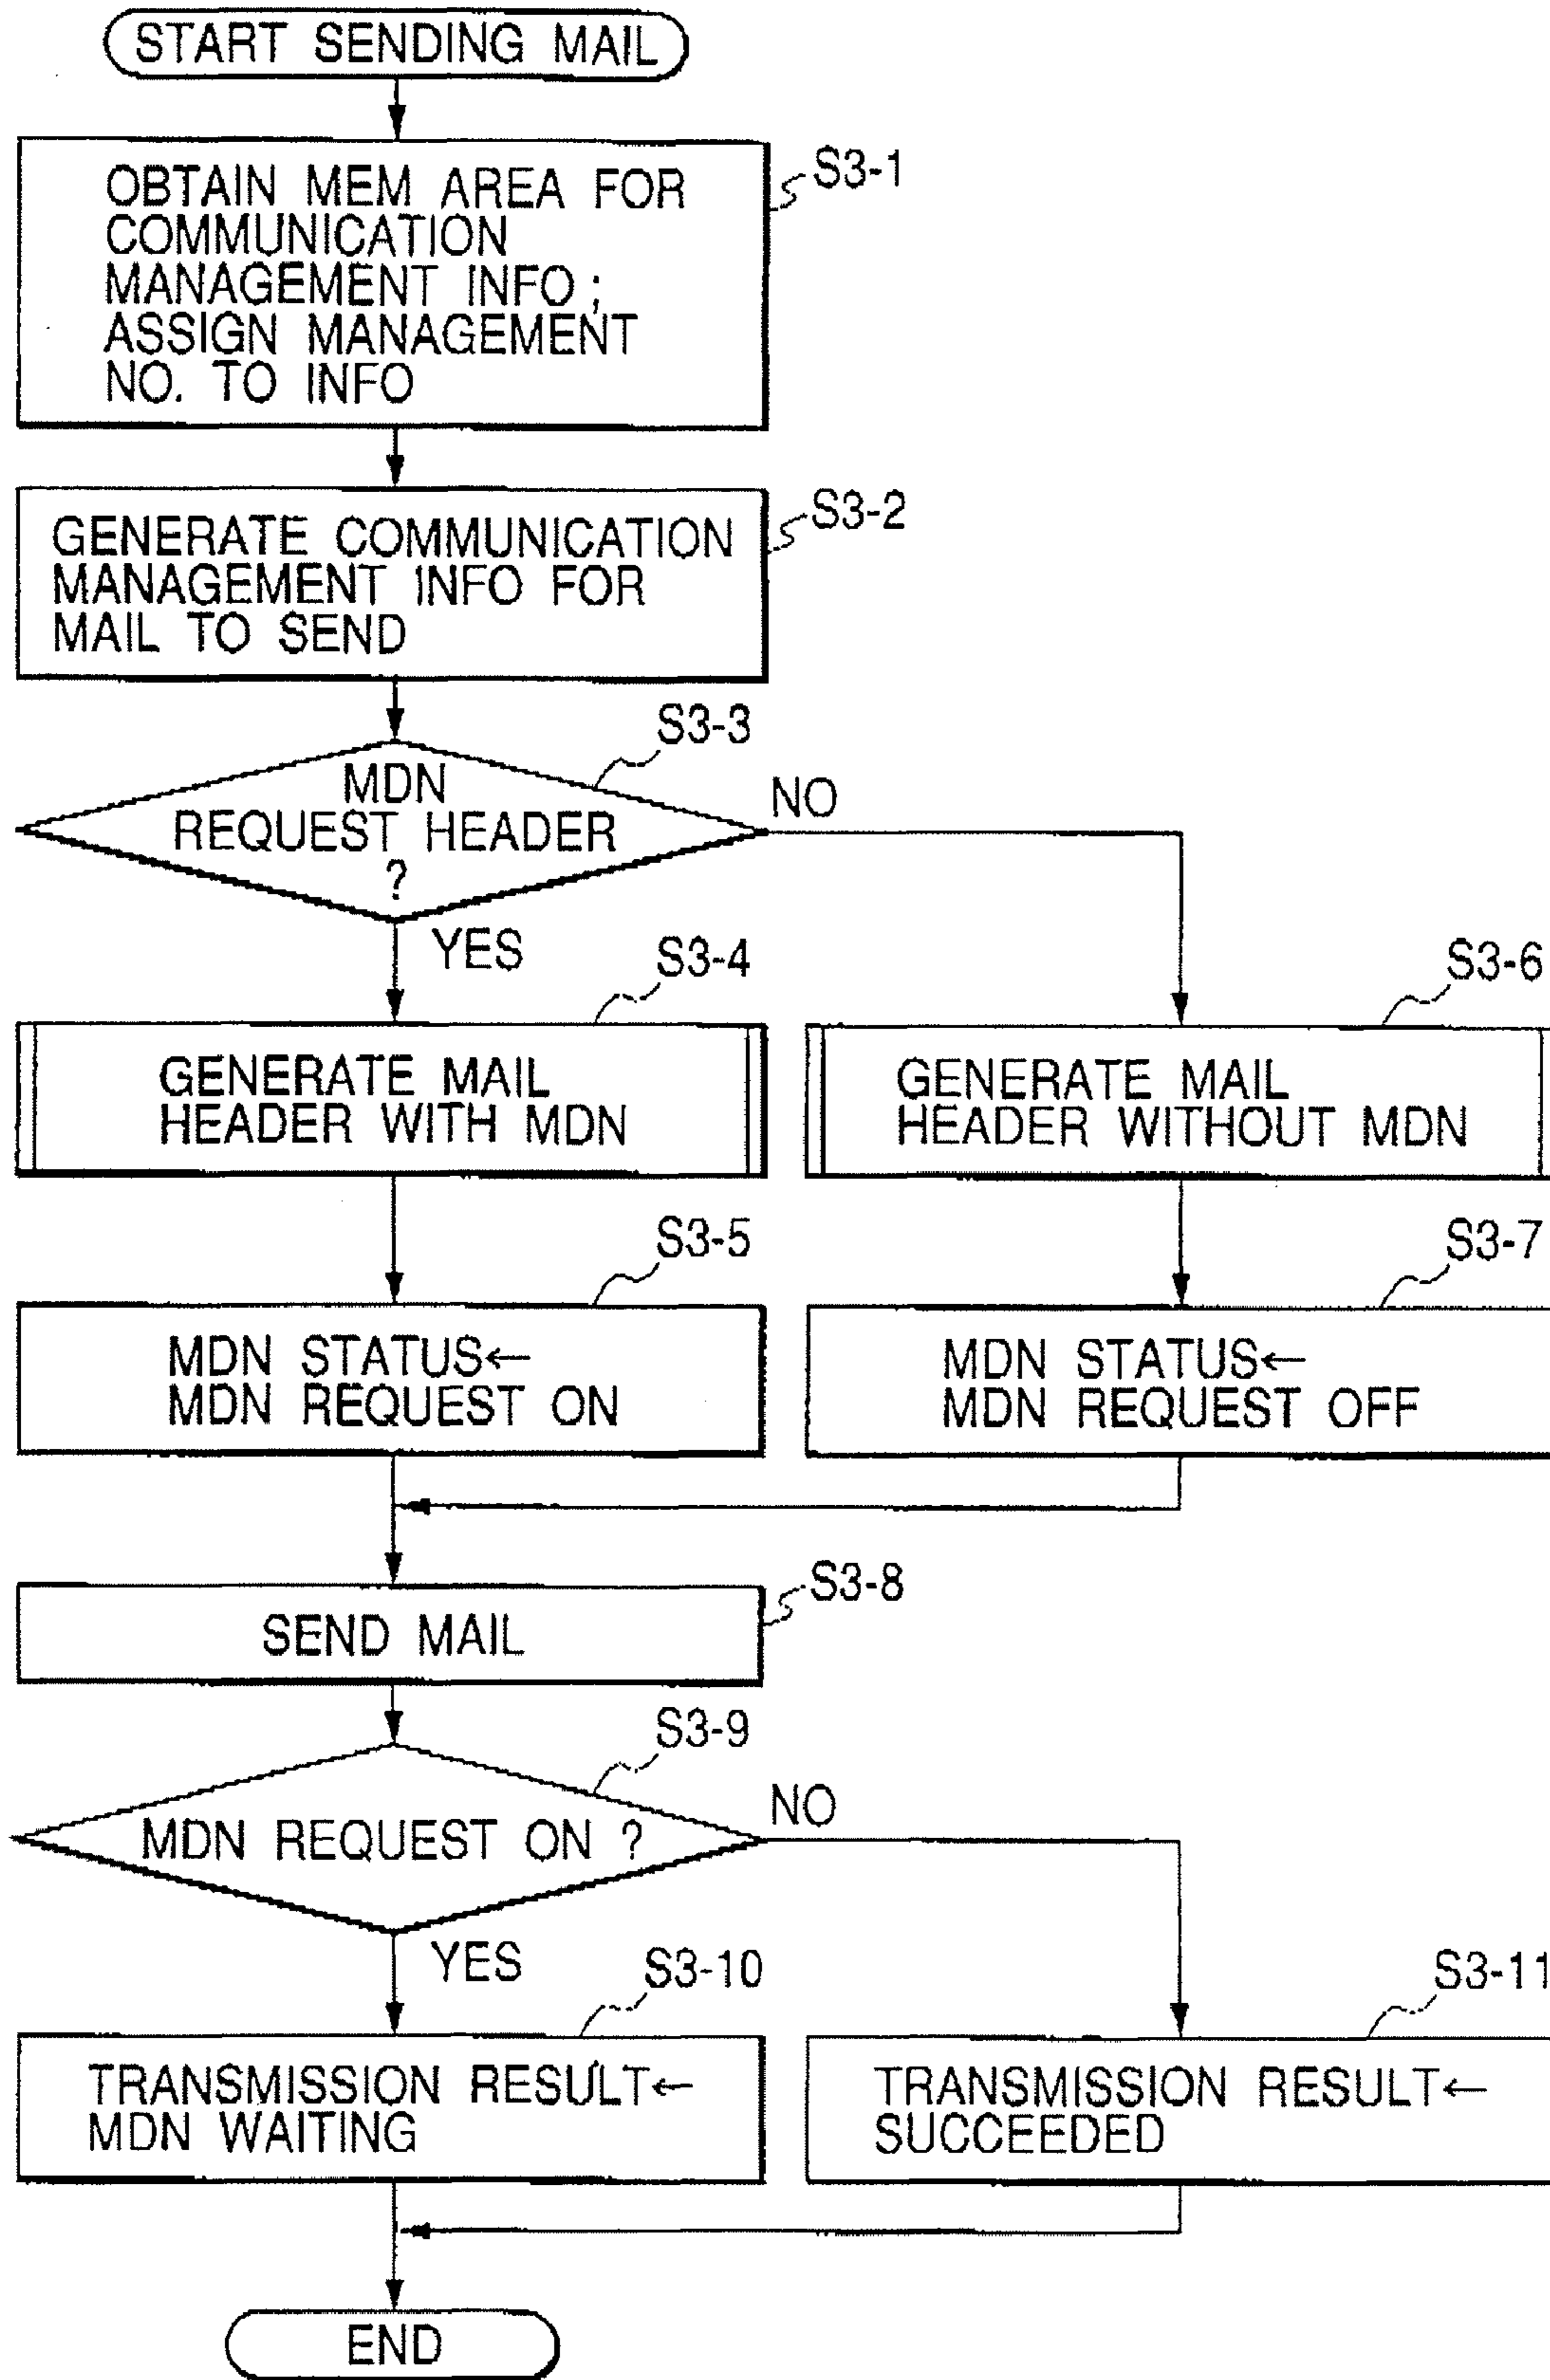 START SENDING MAIL
OBTAIN MEM AREA FOR
COMMUNICATION
MANAGEMENT INFO ;
ASSIGN MANAGEMENT
NO. TO INFO
S3-1
GENERATE COMMUNICATION
MANAGEMENT INFO FOR
MAIL TO SEND
S3-2
MDN
REQUEST HEADER
?
S3-3
NO
YES
S3-4
GENERATE MAIL
HEADER WITH MDN
S3-6
GENERATE MAIL
HEADER WITHOUT MDN
S3-5
MDN STATUS←
MDN REQUEST ON
S3-7
MDN STATUS←
MDN REQUEST OFF
S3-8
SEND MAIL
S3-9
MDN REQUEST ON ?
NO
YES
S3-10
TRANSMISSION RESULT←
MDN WAITING
S3-11
TRANSMISSION RESULT←
SUCCEEDED
END